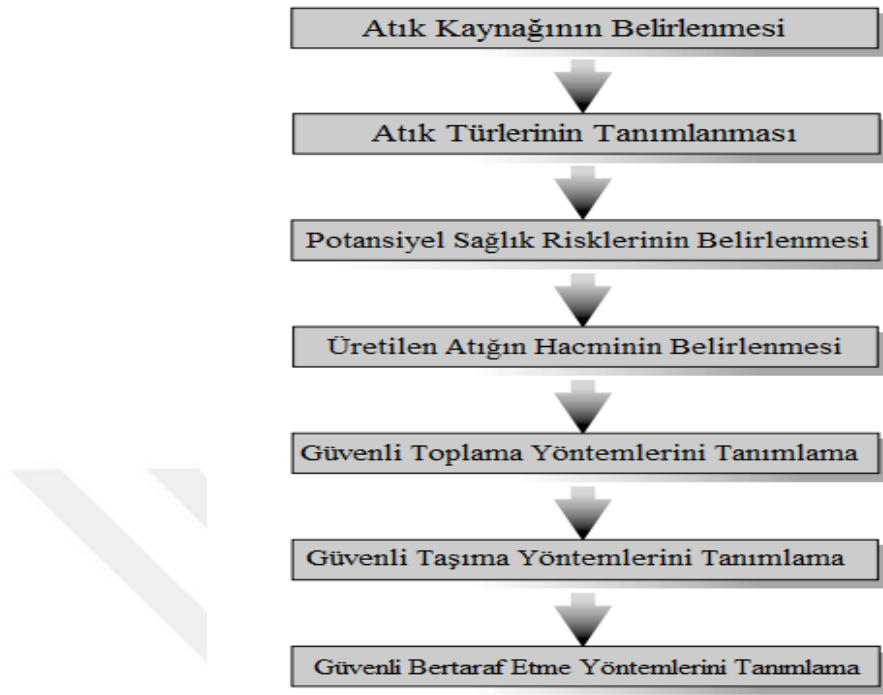 Atık Kaynağının Belirlenmesi
Atık Türlerinin Tanımlanması
Potansiyel Sağlık Risklerinin Belirlenmesi
Üretilen Atığın Hacminin Belirlenmesi
Güvenli Toplama Yöntemlerini Tanımlama
Güvenli Taşıma Yöntemlerini Tanımlama
Güvenli Bertaraf Etme Yöntemlerini Tanımlama